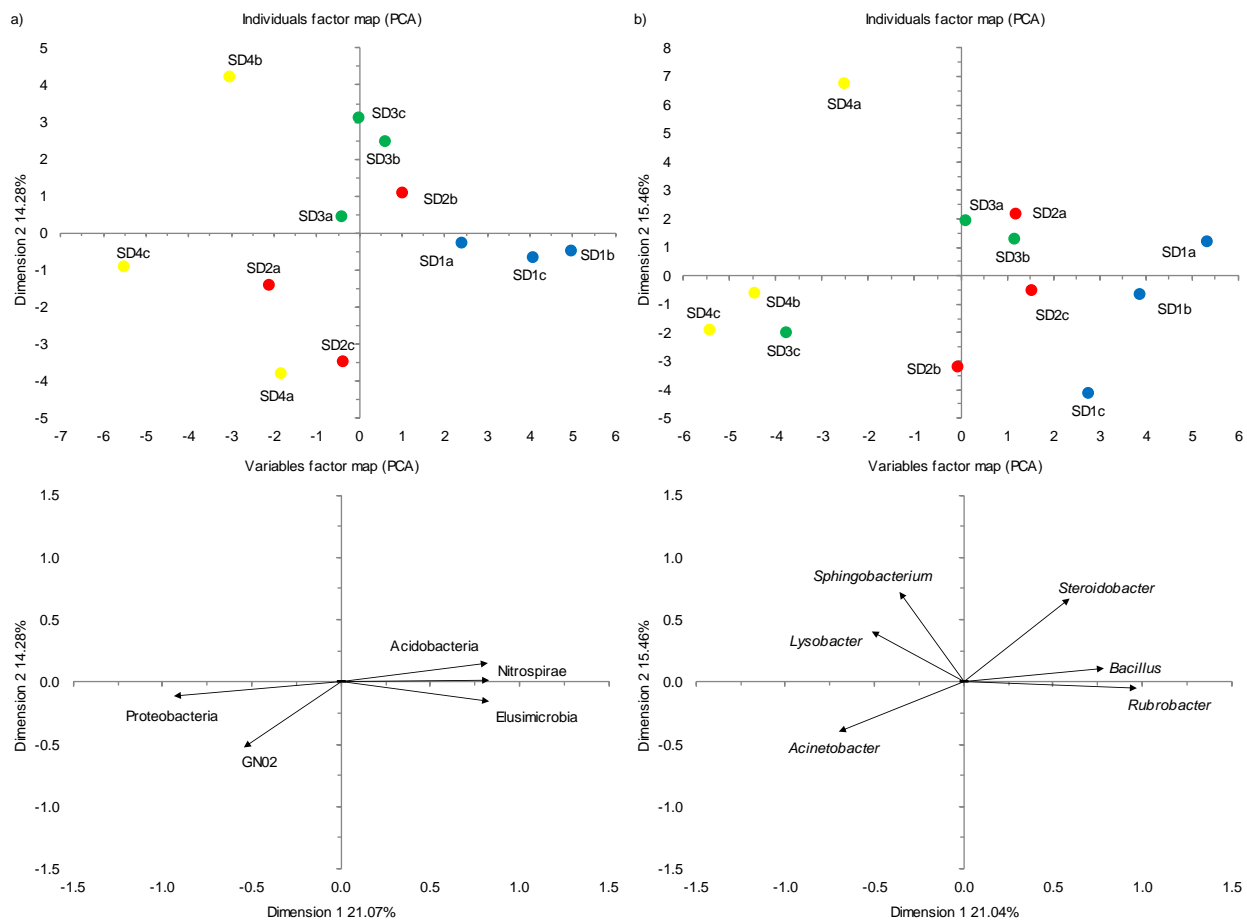 a)
Individuals factor map (PCA)
5
4
3
2
1
0
-1
-2
-3
-4
-5
-7 -6 -5 -4 -3 -2 -1 0 1 2 3 4 5 6
Dimension 2 14.28%
SD4b
SD3c
SD3b
SD2b
SD3a
SD4c
SD2a
SD1a
SD1c
SD1b
SD2c
SD4a
b)
Individuals factor map (PCA)
8
7
6
5
4
3
2
1
0
-1
-2
-3
-4
-5
-6 -5 -4 -3 -2 -1 0 1 2 3 4 5 6
Dimension 2 15.46%
SD4a
SD3a
SD2a
SD3b
SD1a
SD4b
SD4c
SD3c
SD2c
SD1b
SD2b
SD1c
Variables factor map (PCA)
1.5
1.0
0.5
0.0
-0.5
-1.0
-1.5
-1.5 -1.0 -0.5 0.0 0.5 1.0 1.5
Dimension 2 14.28%
Acidobacteria
Nitrospirae
Elusimicrobia
Proteobacteria
GN02
Dimension 1 21.07%
Variables factor map (PCA)
1.5
1.0
0.5
0.0
-0.5
-1.0
-1.5
-1.5 -1.0 -0.5 0.0 0.5 1.0 1.5
Dimension 2 15.46%
Sphingobacterium
Steroidobacter
Lysobacter
Bacillus
Rubrobacter
Acinetobacter
Dimension 1 21.04%